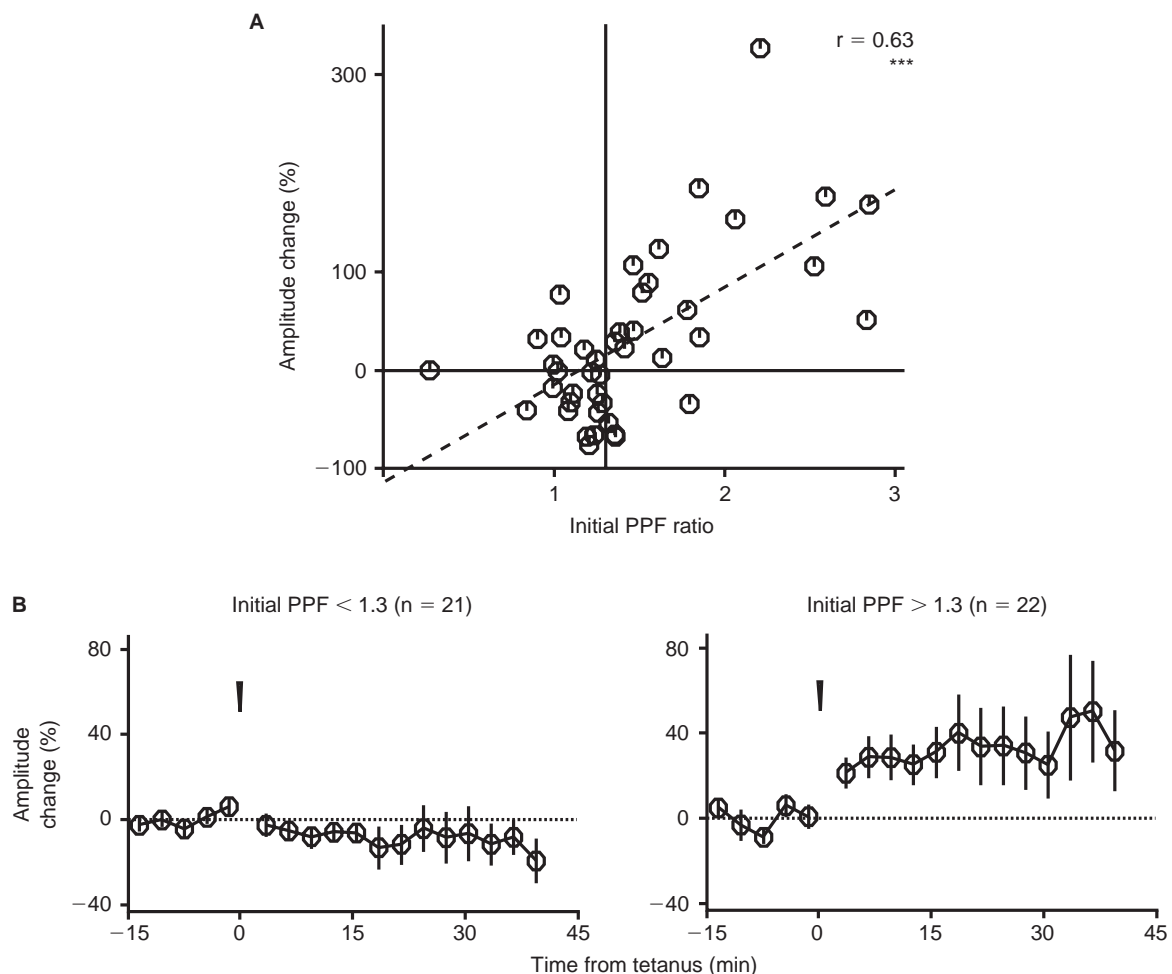 A
r = 0.63
***
300
100
0
−100
Amplitude change (%)
1
2
3
Initial PPF ratio
B
Initial PPF < 1.3 (n = 21)
Initial PPF > 1.3 (n = 22)
80
40
0
−40
Amplitude
change (%)
−15
0
15
30
45
80
40
0
−40
−15
0
15
30
45
Time from tetanus (min)